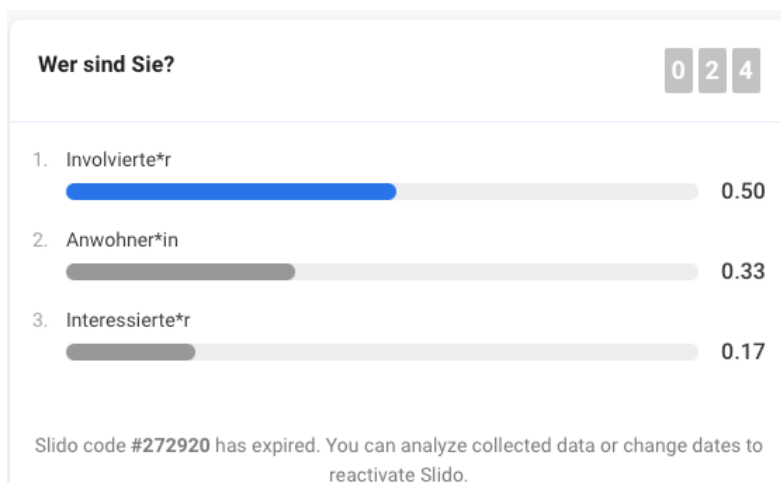 Wer sind Sie?
0 2 4
1. Involvierte*r
0.50
2. Anwohner*in
0.33
3. Interessierte*r
0.17
Slido code #272920 has expired. You can analyze collected data or change dates to
reactivate Slido.